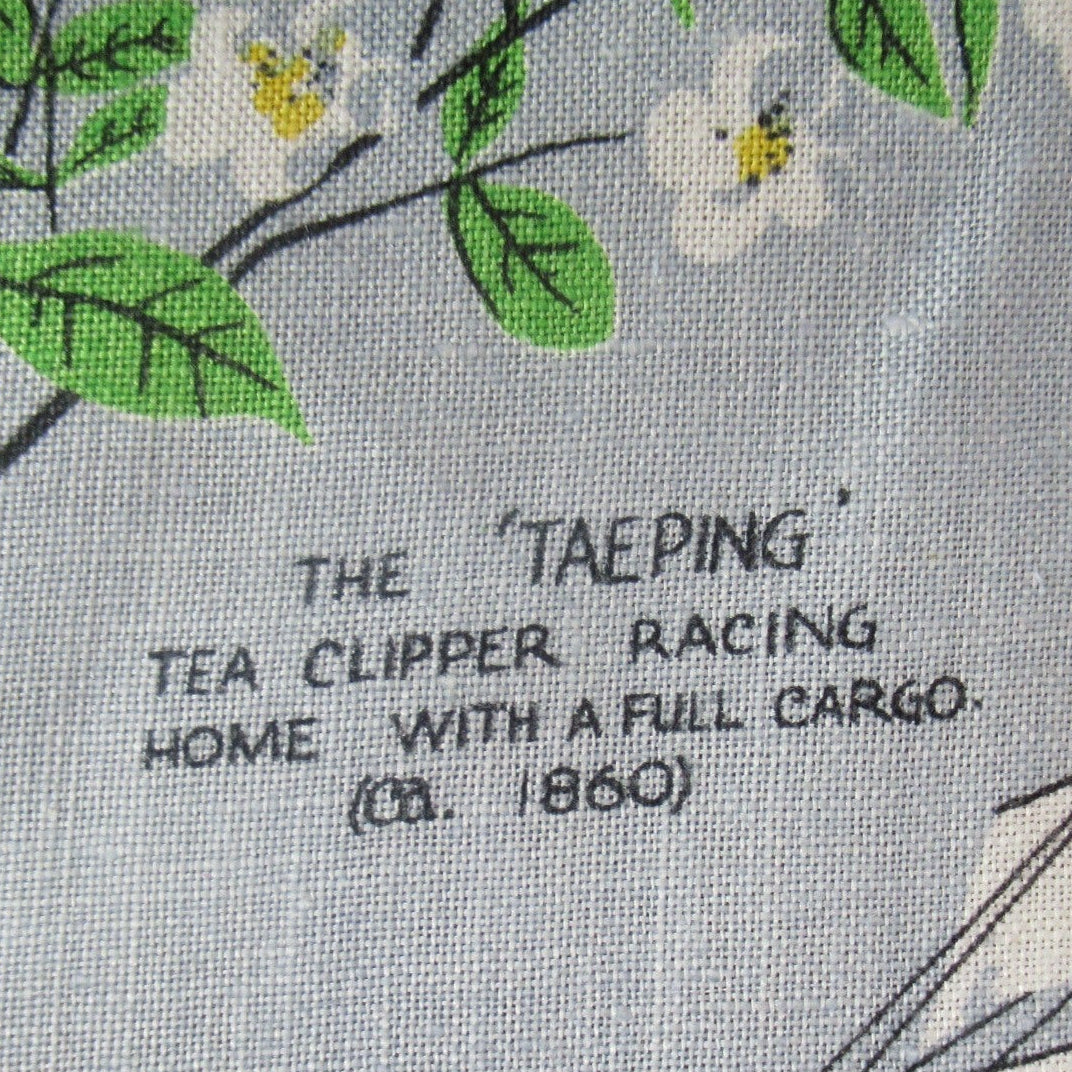 THE 'TAEPING'
TEA CLIPPER RACING
HOME WITH A FULL CARGO.
(ca. 1860)